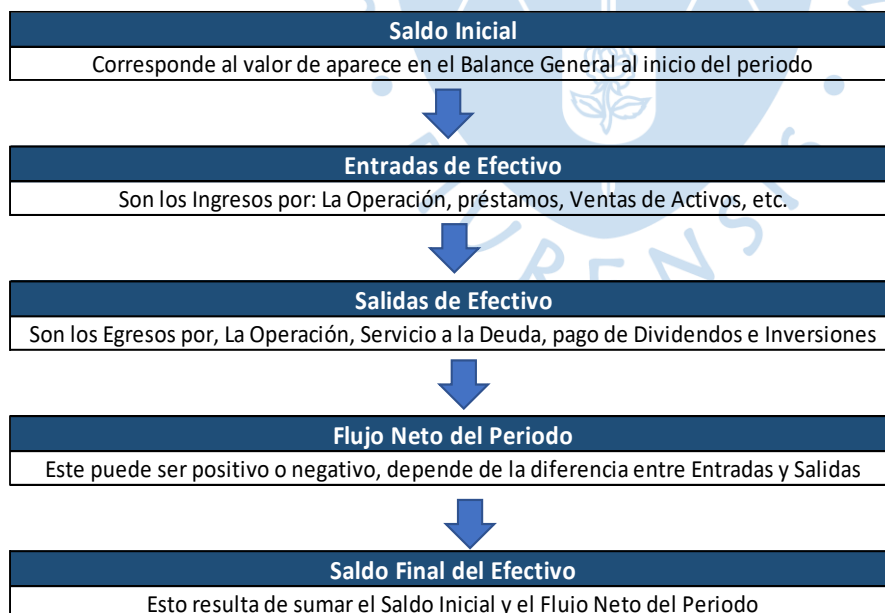 Saldo Inicial
Corresponde al valor de aparece en el Balance General al inicio del periodo
Entradas de Efectivo
Son los Ingresos por: La Operación, préstamos, Ventas de Activos, etc.
Salidas de Efectivo
Son los Egresos por, La Operación, Servicio a la Deuda, pago de Dividendos e Inversiones
Flujo Neto del Periodo
Este puede ser positivo o negativo, depende de la diferencia entre Entradas y Salidas
Saldo Final del Efectivo
Esto resulta de sumar el Saldo Inicial y el Flujo Neto del Periodo